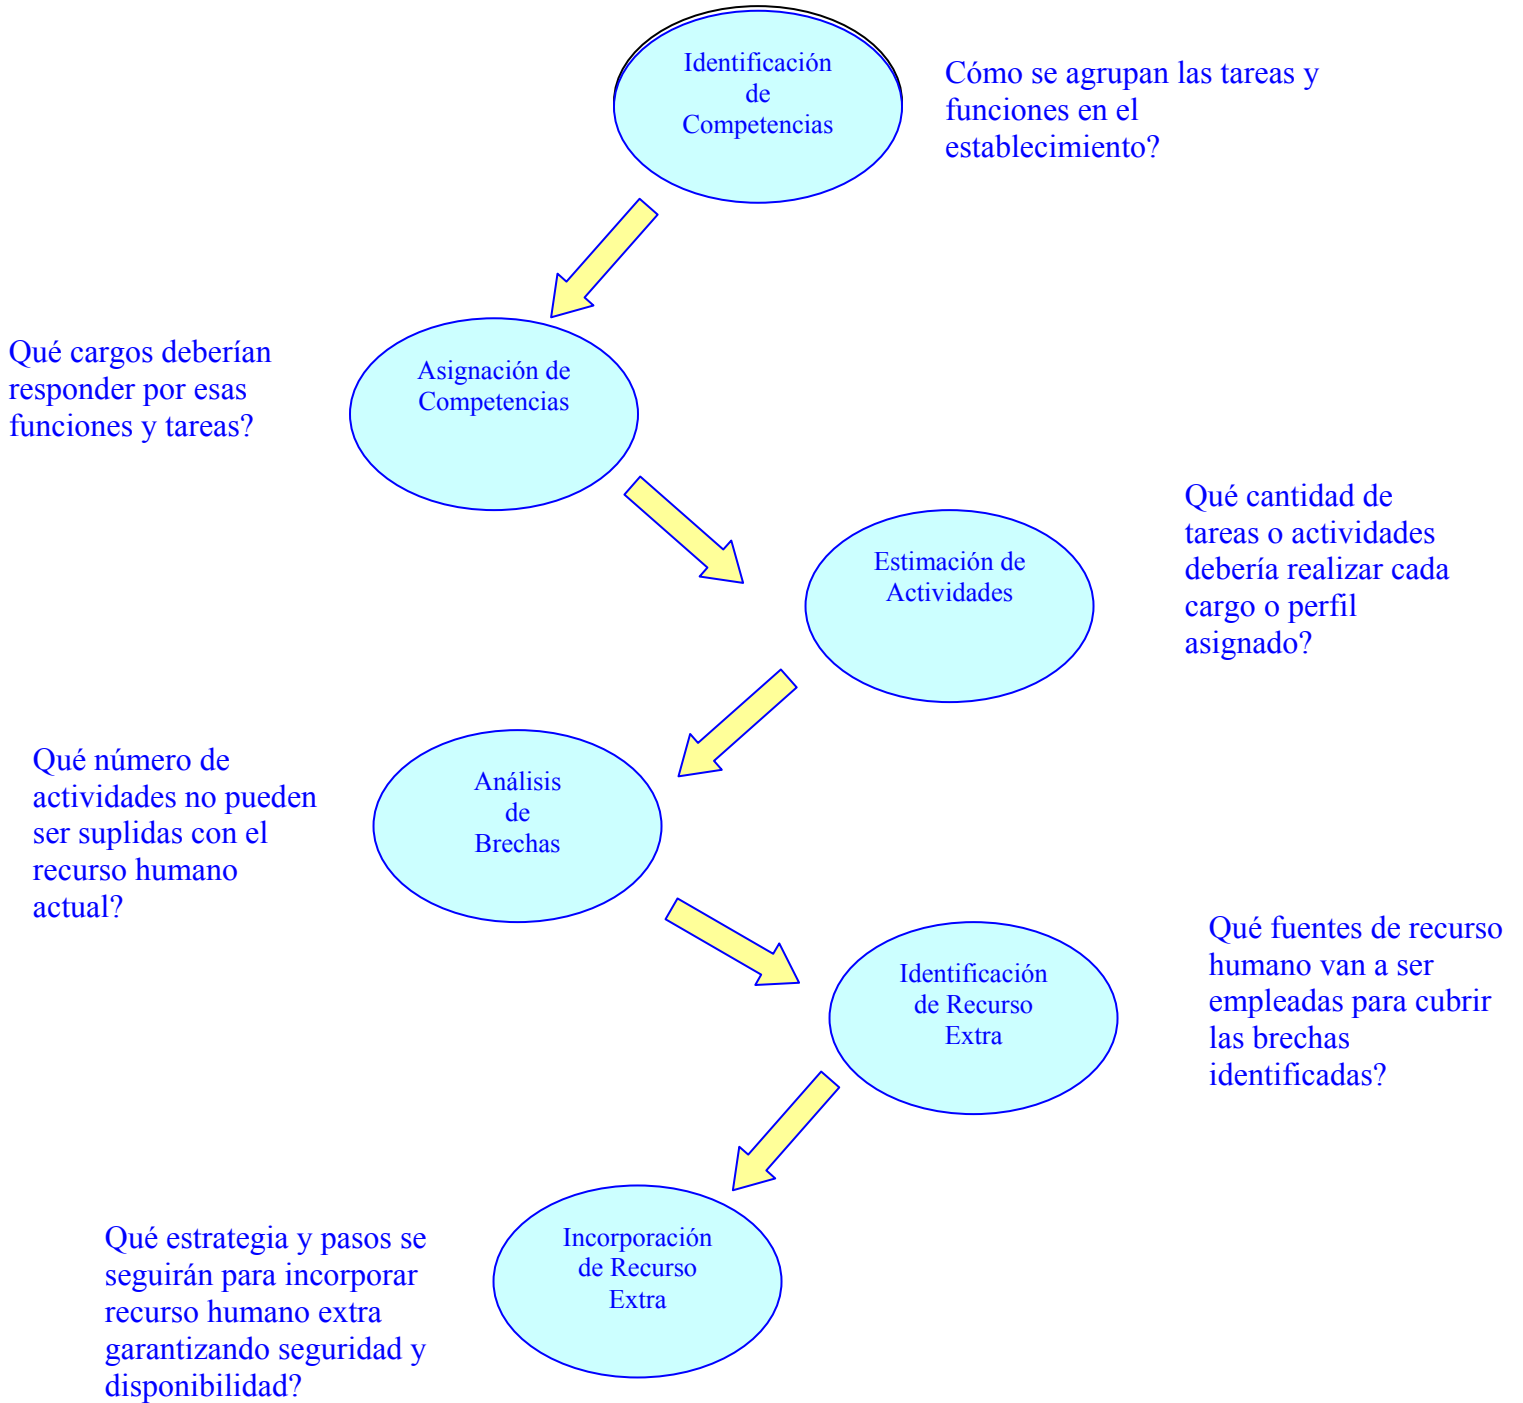 Identificación
de
Competencias
Cómo se agrupan las tareas y
funciones en el
establecimiento?
Qué cargos deberían
responder por esas
funciones y tareas?
Asignación de
Competencias
Estimación de
Actividades
Qué cantidad de
tareas o actividades
debería realizar cada
cargo o perfil
asignado?
Qué número de
actividades no pueden
ser suplidas con el
recurso humano
actual?
Análisis
de
Brechas
Identificación
de Recurso
Extra
Qué fuentes de recurso
humano van a ser
empleadas para cubrir
las brechas
identificadas?
Qué estrategia y pasos se
seguirán para incorporar
recurso humano extra
garantizando seguridad y
disponibilidad?
Incorporación
de Recurso
Extra